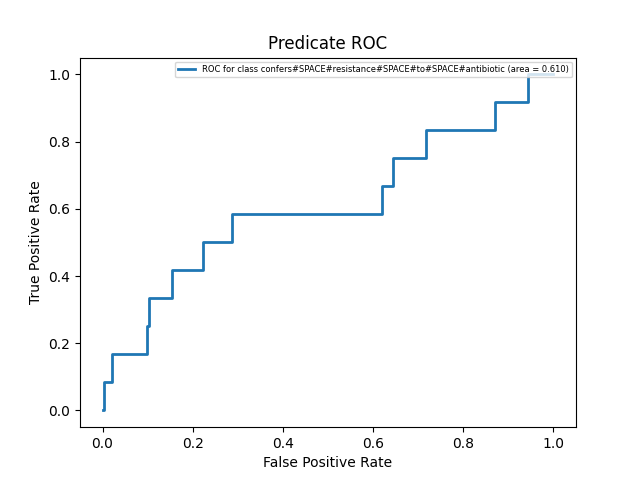 Predicate ROC
ROC for class confers#SPACE#resistance#SPACE#to#SPACE#antibiotic (area = 0.610)
1.0
0.8
0.6
0.4
0.2
0.0
True Positive Rate
0.0 0.2 0.4 0.6 0.8 1.0
False Positive Rate